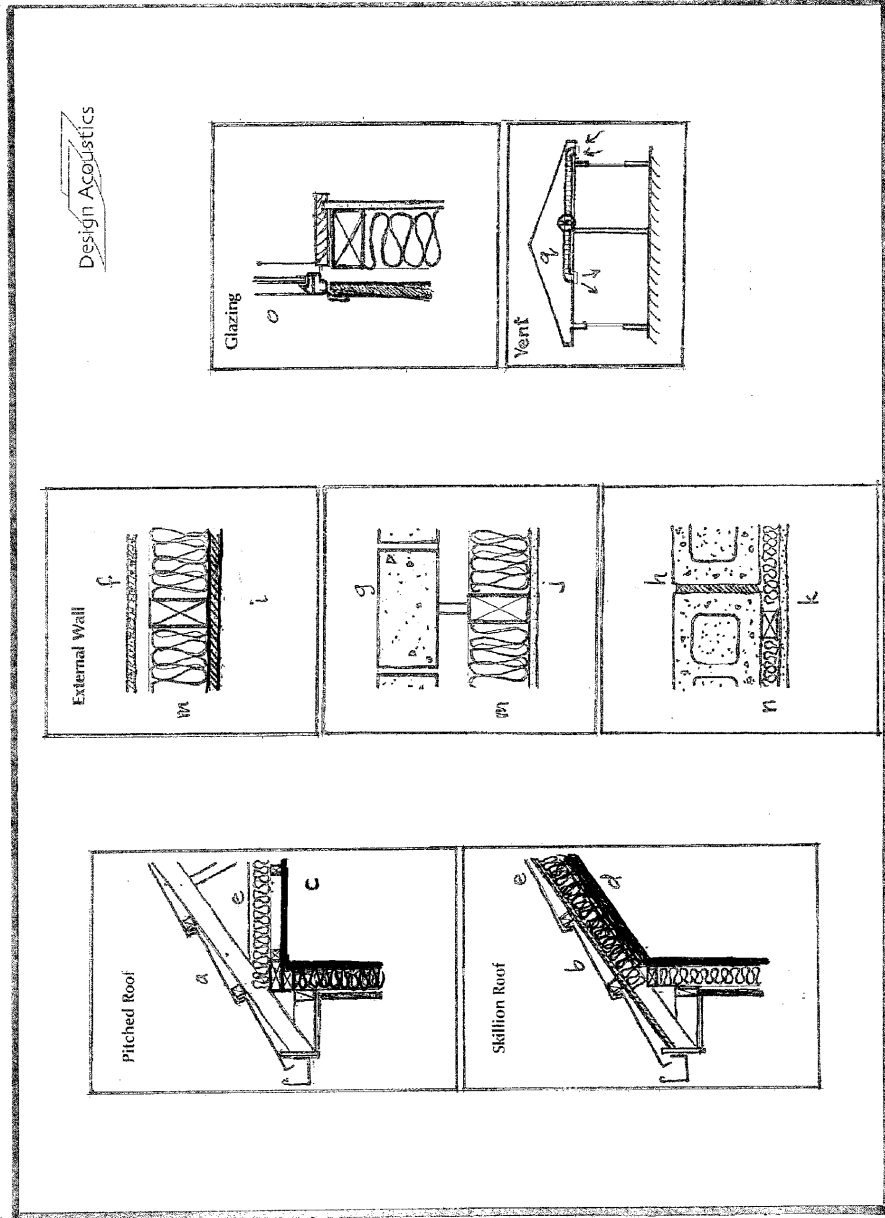 Design Acoustics
Pitched Roof
a
e
c
Skillion Roof
e
b
d
External Wall
f
m
i
g
m
j
h
n
k
Glazing
o
Vent
q